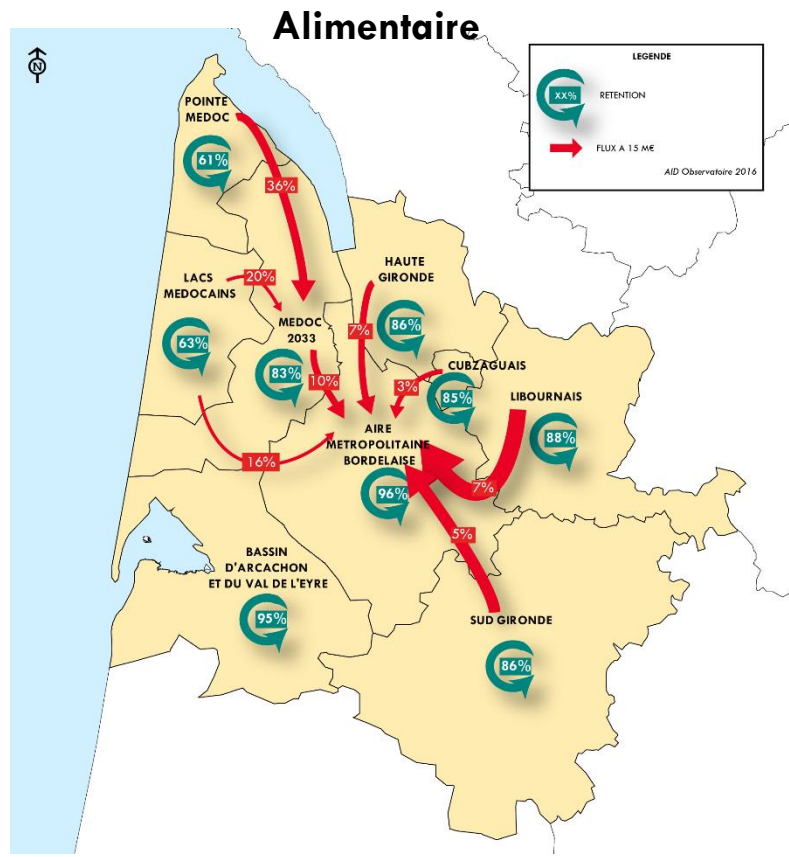 Alimentaire
N
LEGENDE
XX%
RETENTION
FLUX A 15 M€
AID Observatoire 2016
POINTE
MEDOC
61%
36%
LACS
MEDOCAINS
20%
63%
MEDOC
2033
83%
10%
16%
HAUTE
GIRONDE
7%
86%
CUBZAGUAIS
3%
85%
LIBOURNAIS
88%
7%
AIRE
METROPOLITAINE
BORDELAISE
96%
5%
BASSIN
D'ARCACHON
ET DU VAL DE L'EYRE
95%
SUD GIRONDE
86%